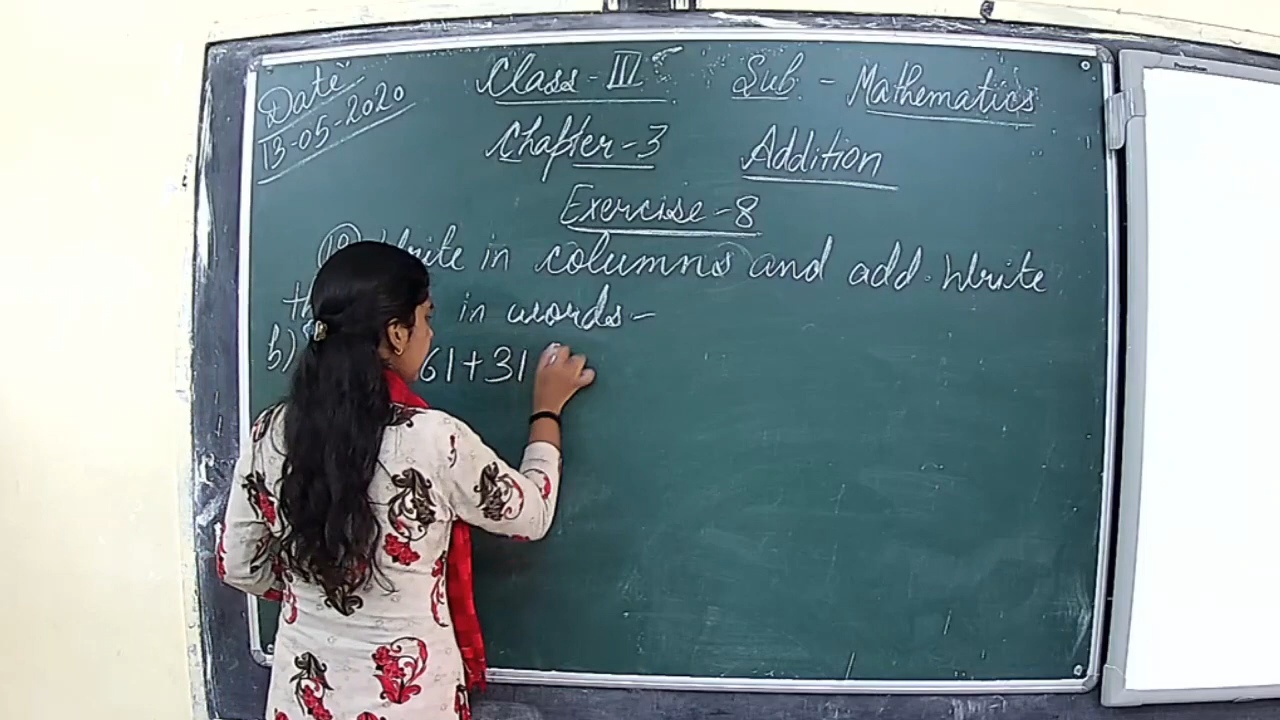 Date
13-05-2020
Class - III Sub - Mathematics
Chapter - 3 Addition
Exercise - 8
Write in columns and add. Write
in words -
b) 61+31